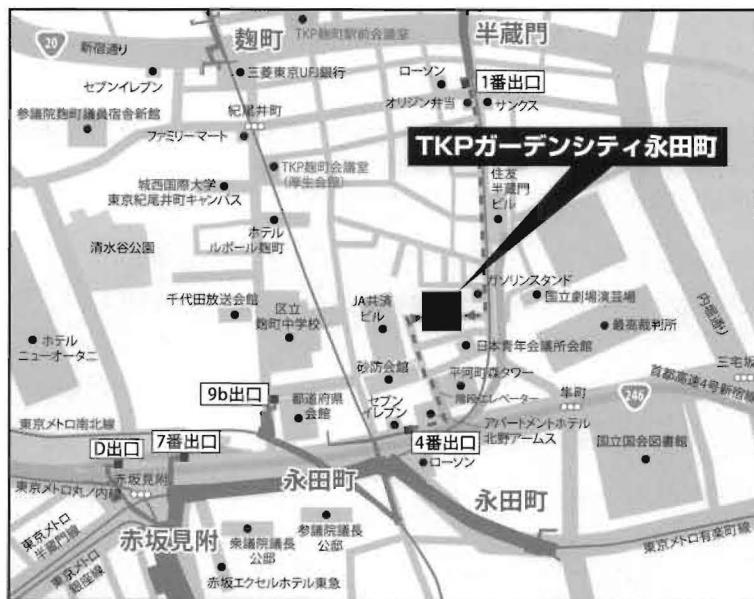 20
新宿通り
麹町
TKP麹町駅前会議室
半蔵門
セブンイレブン
三菱東京UFJ銀行
ローソン
1番出口
参議院麹町議員宿舎新館
紀尾井町
オリジン弁当
サンクス
ファミリーマート
TKPガーデンシティ永田町
TKP麹町会議室
(厚生会館)
城西国際大学
東京紀尾井町キャンパス
住友
半蔵門
ビル
清水谷公園
ホテル
ルポール麹町
ガソリンスタンド
国立劇場演芸場
内堀通り
千代田放送会館
区立
麹町中学校
JA共済
ビル
最高裁判所
ホテル
ニューオータニ
日本青年会議所会館
三宅坂
砂防会館
平河町森タワー
首都高速4号新宿線
9b出口
都道府県
会館
セブン
イレブン
階段エレベーター
隼町
246
東京メトロ南北線
アパートメントホテル
北野アームス
D出口
7番出口
4番出口
国立国会図書館
赤坂見附
ローソン
東京メトロ丸ノ内線
永田町
永田町
東京メトロ
半蔵門線
赤坂見附
衆議院議長
公邸
参議院議長
公邸
東京メトロ有楽町線
東京メトロ
銀座線
赤坂エクセルホテル東急